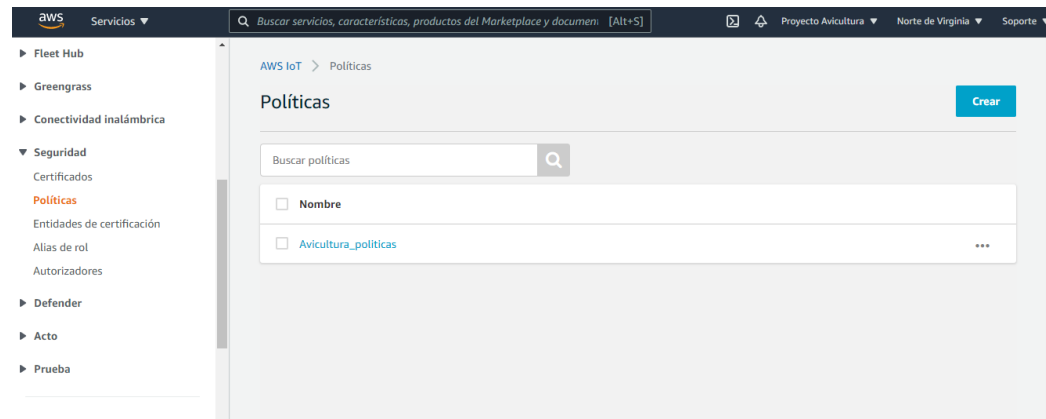 aws Servicios ▼ Buscar servicios, características, productos del Marketplace y documen [Alt+S] Proyecto Avicultura ▼ Norte de Virginia ▼ Soporte
Fleet Hub
Greengrass
Conectividad inalámbrica
Seguridad
Certificados
Políticas
Entidades de certificación
Alias de rol
Autorizadores
Defender
Acto
Prueba
AWS IoT > Políticas
Políticas
Crear
Buscar políticas
Nombre
Avicultura_politicas